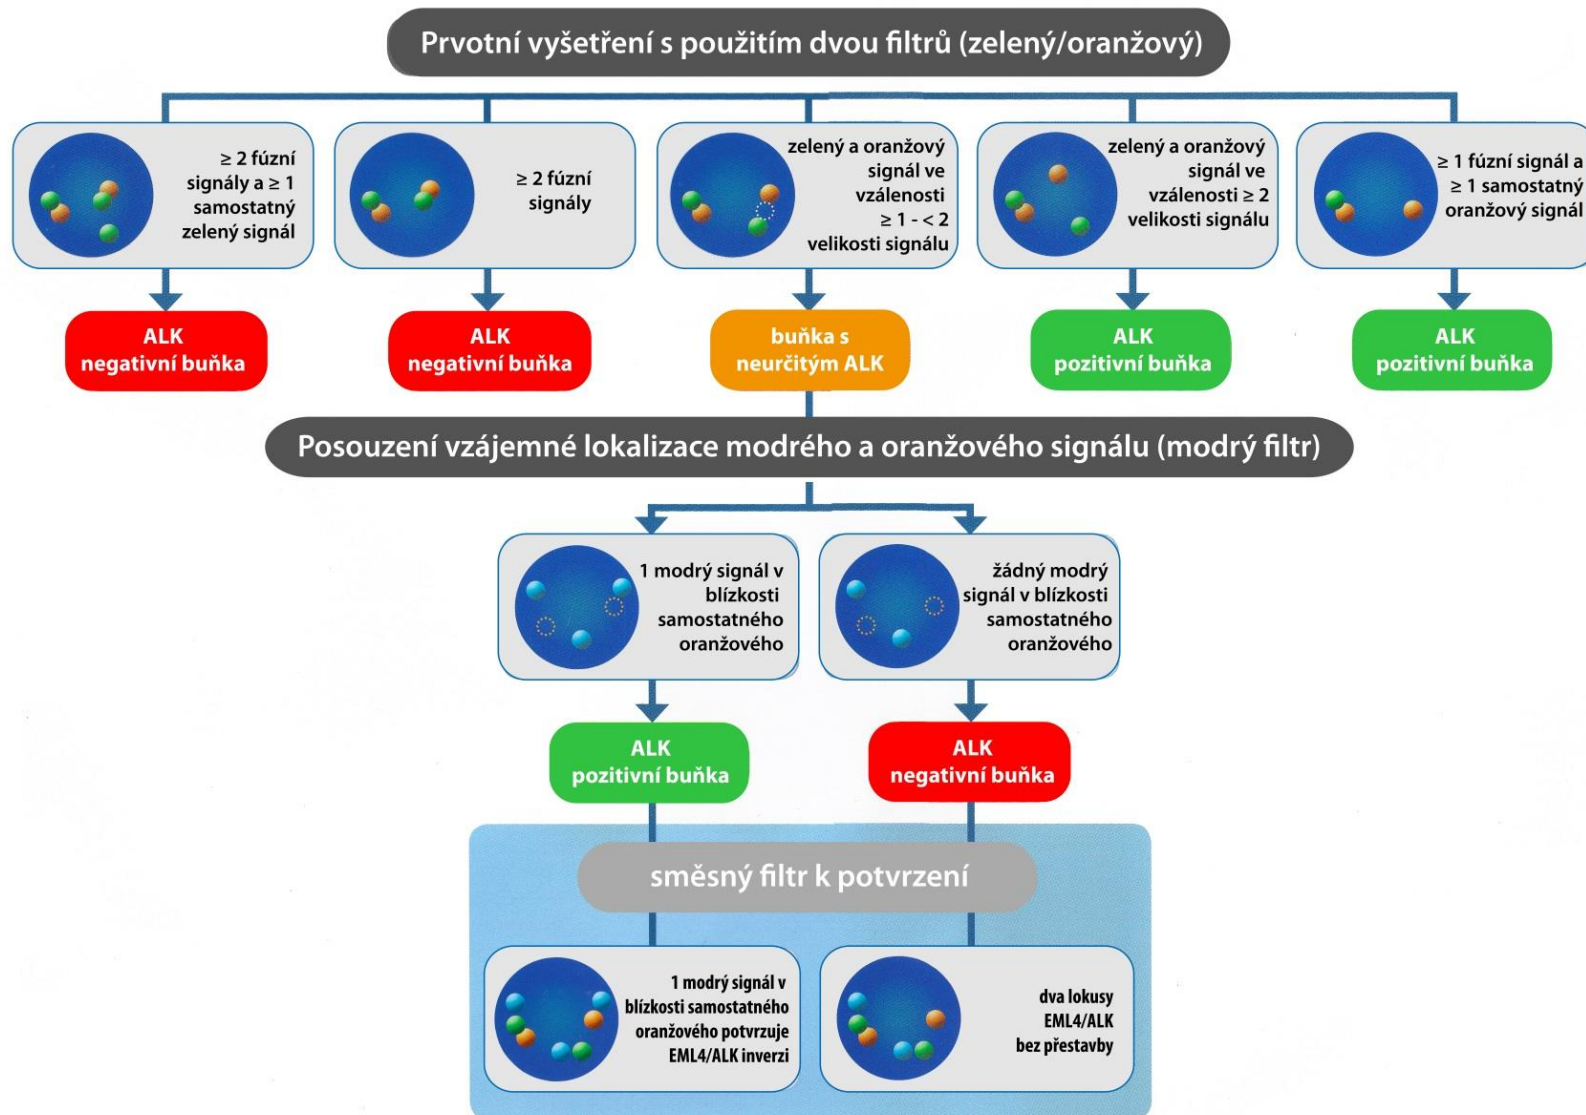 Prvotní vyšetření s použitím dvou filtrů (zelený/oranžový)
≥ 2 fúzní
signály a ≥ 1
samostatný
zelený signál
≥ 2 fúzní
signály
zelený a oranžový
signál ve
vzálenosti
≥ 1 - < 2
velikosti signálu
zelený a oranžový
signál ve
vzálenosti ≥ 2
velikosti signálu
≥ 1 fúzní signál a
≥ 1 samostatný
oranžový signál
ALK
negativní buňka
ALK
negativní buňka
buňka s
neurčitým ALK
ALK
pozitivní buňka
ALK
pozitivní buňka
Posouzení vzájemné lokalizace modrého a oranžového signálu (modrý filtr)
1 modrý signál v
blízkosti
samostatného
oranžového
žádný modrý
signál v blízkosti
samostatného
oranžového
ALK
pozitivní buňka
ALK
negativní buňka
směsný filtr k potvrzení
1 modrý signál v
blízkosti samostatného
oranžového potvrzuje
EML4/ALK inverzi
dva lokusy
EML4/ALK
bez přestavby